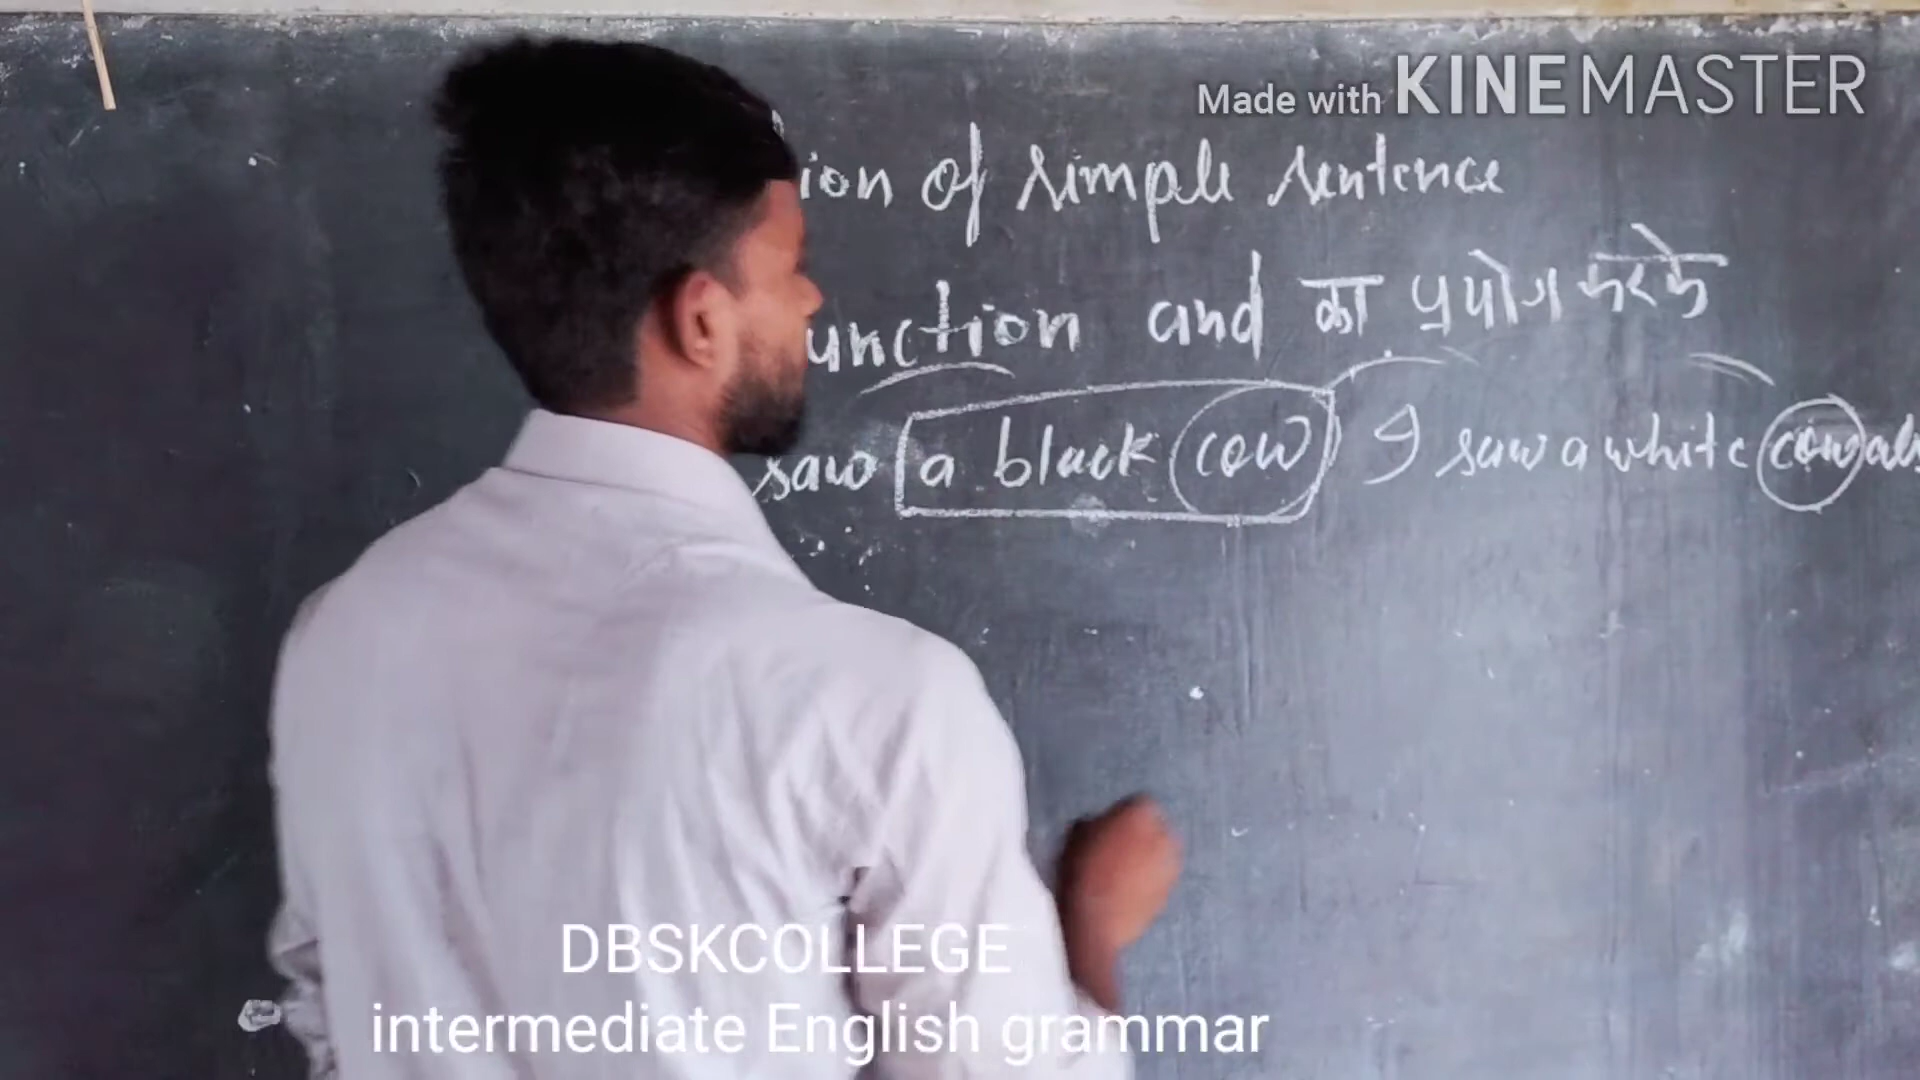 Made with KINEMASTER
ion of simple sentence
unction and का प्रयोग करके
saw a black cow I saw a white cow als
DBSKCOLLEGE
intermediate English grammar